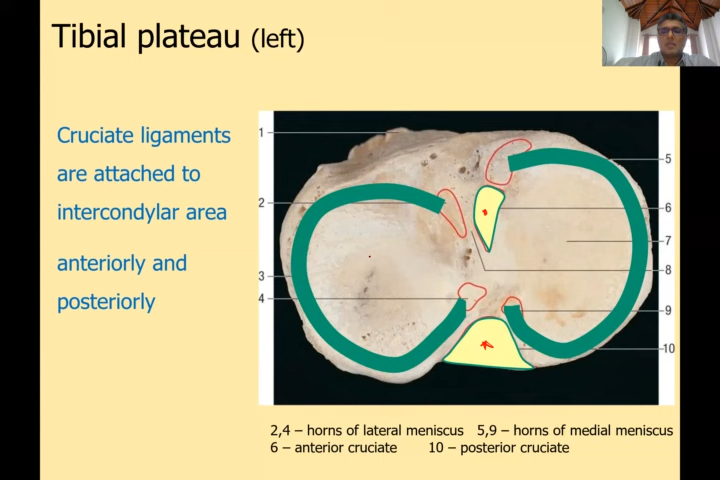 Tibial plateau (left)
Cruciate ligaments
are attached to
intercondylar area
anteriorly and
posteriorly
1
2
3
4
5
6
7
8
9
10
2,4 – horns of lateral meniscus 5,9 – horns of medial meniscus
6 – anterior cruciate 10 – posterior cruciate